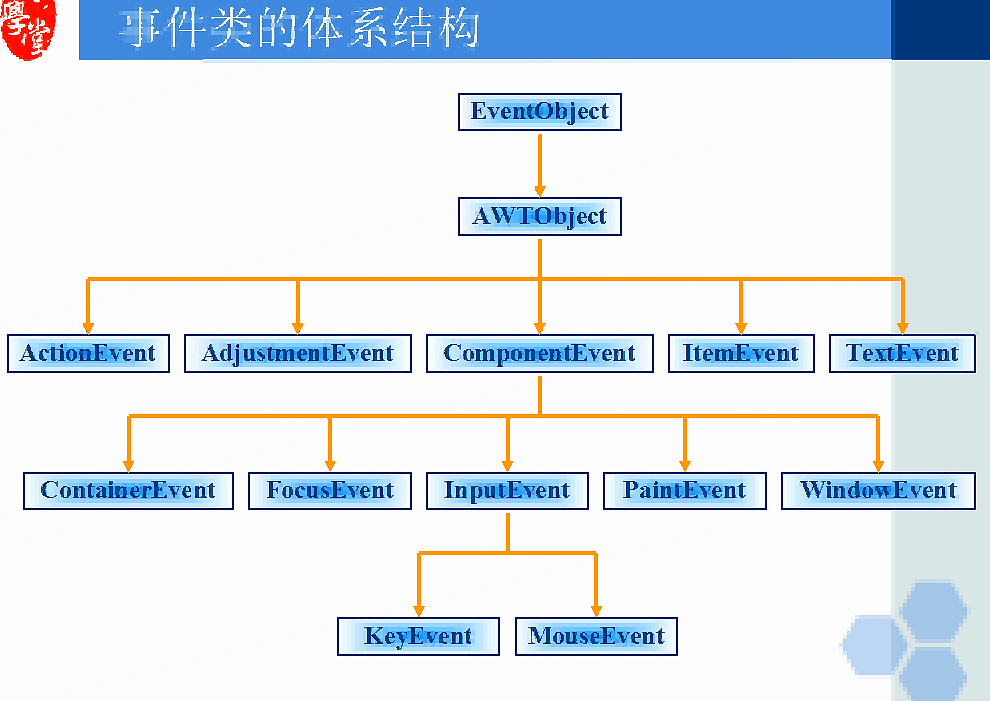 學堂
事件类的体系结构
EventObject
AWTObject
ActionEvent
AdjustmentEvent
ComponentEvent
ItemEvent
TextEvent
ContainerEvent
FocusEvent
InputEvent
PaintEvent
WindowEvent
KeyEvent
MouseEvent